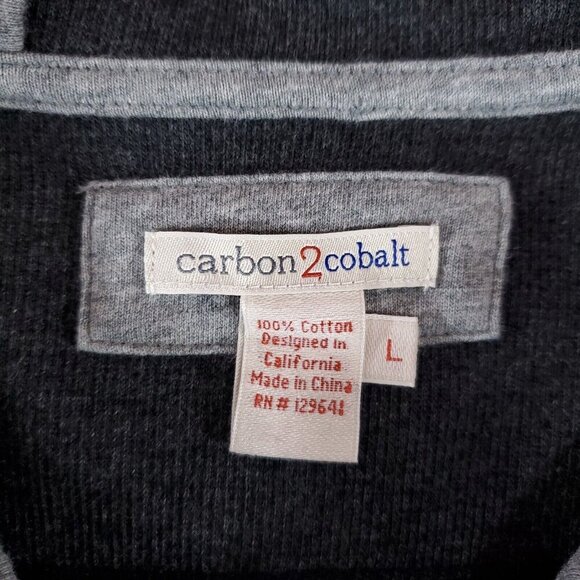 carbon2cobalt
100% Cotton
Designed in
California
Made in China
RN# 129641
L